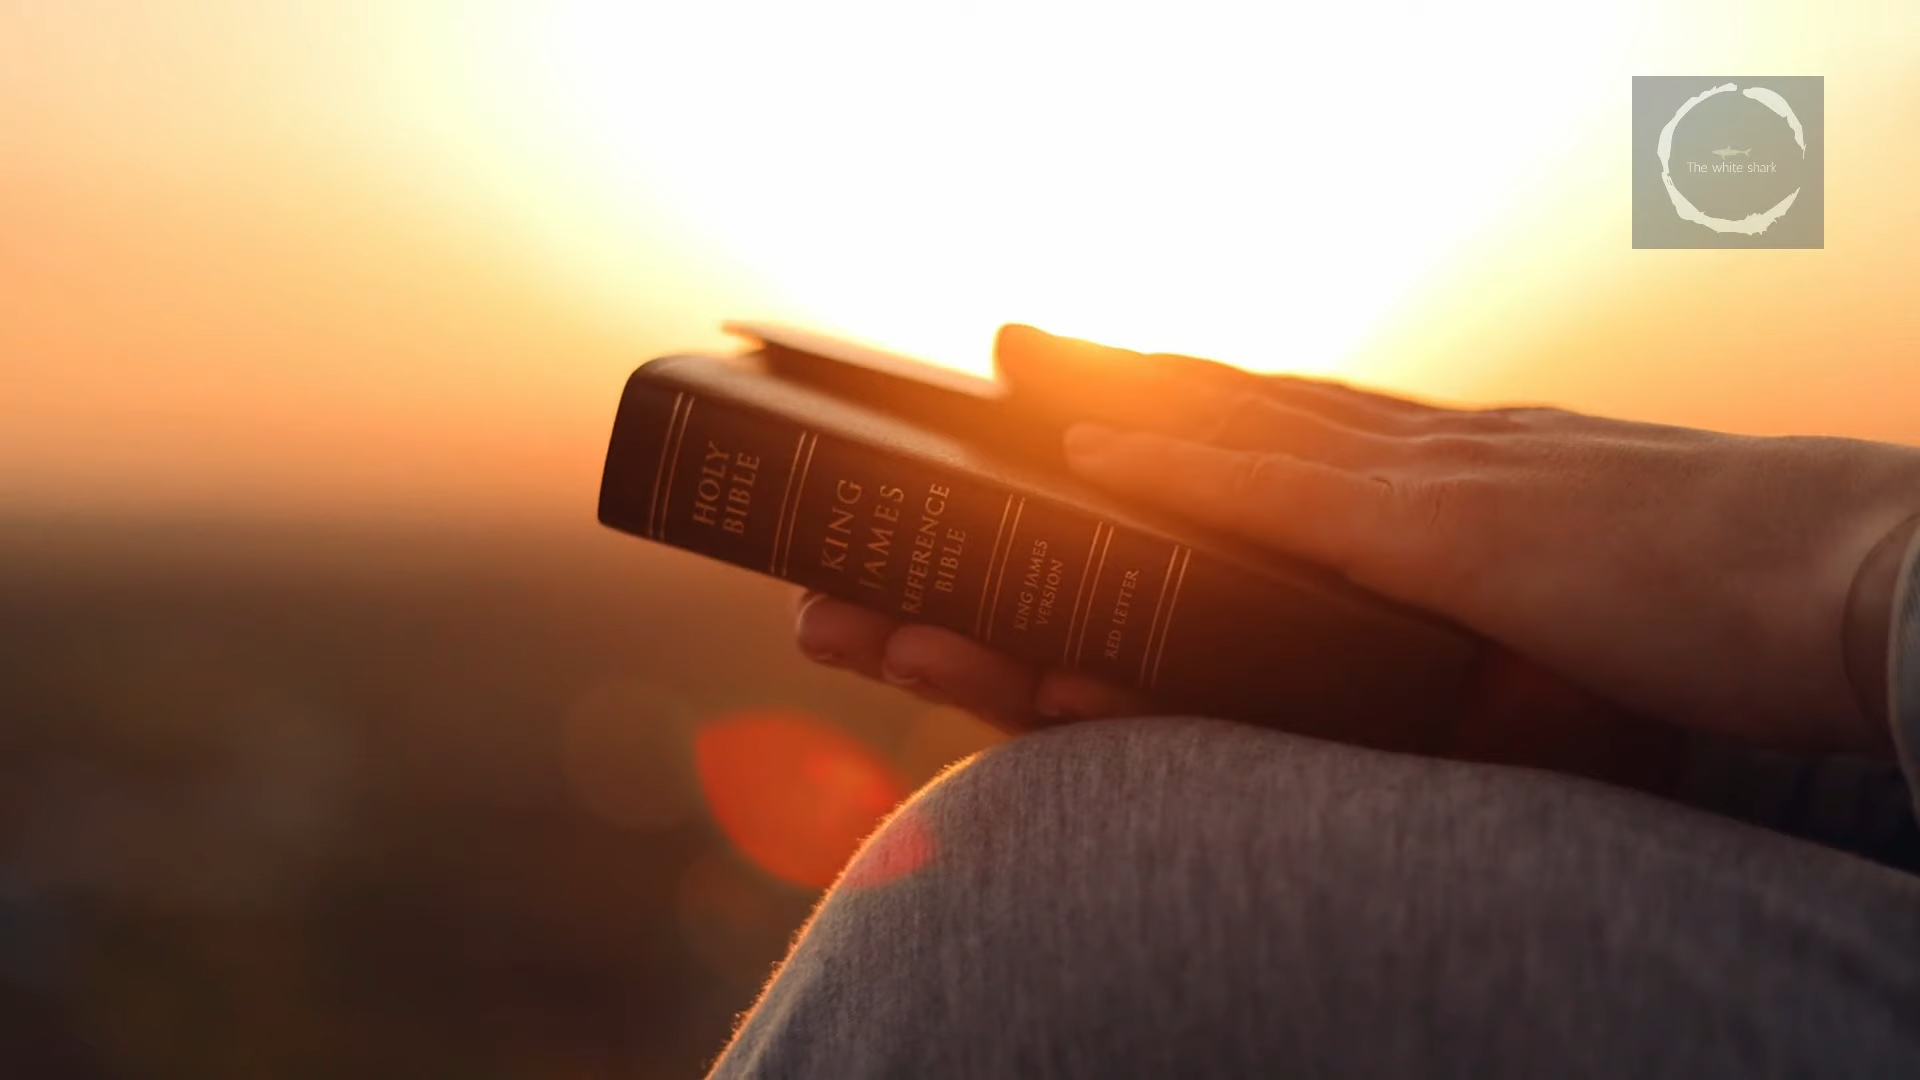 HOLY
BIBLE
KING
JAMES
REFERENCE
BIBLE
KING JAMES
VERSION
RED LETTER
The white shark